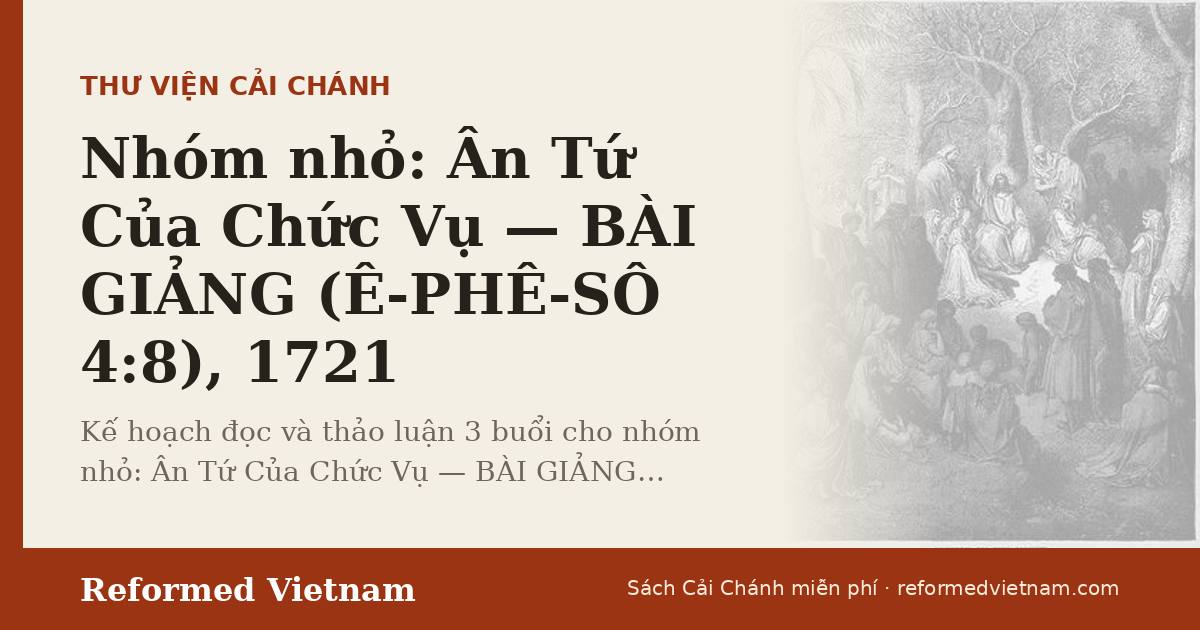 THƯ VIỆN CẢI CHÁNH
Nhóm nhỏ: Ân Tứ
Của Chức Vụ — BÀI
GIẢNG (Ê-PHÊ-SÔ
4:8), 1721
Kế hoạch đọc và thảo luận 3 buổi cho nhóm
nhỏ: Ân Tứ Của Chức Vụ — BÀI GIẢNG...
Reformed Vietnam
Sách Cải Chánh miễn phí · reformedvietnam.com